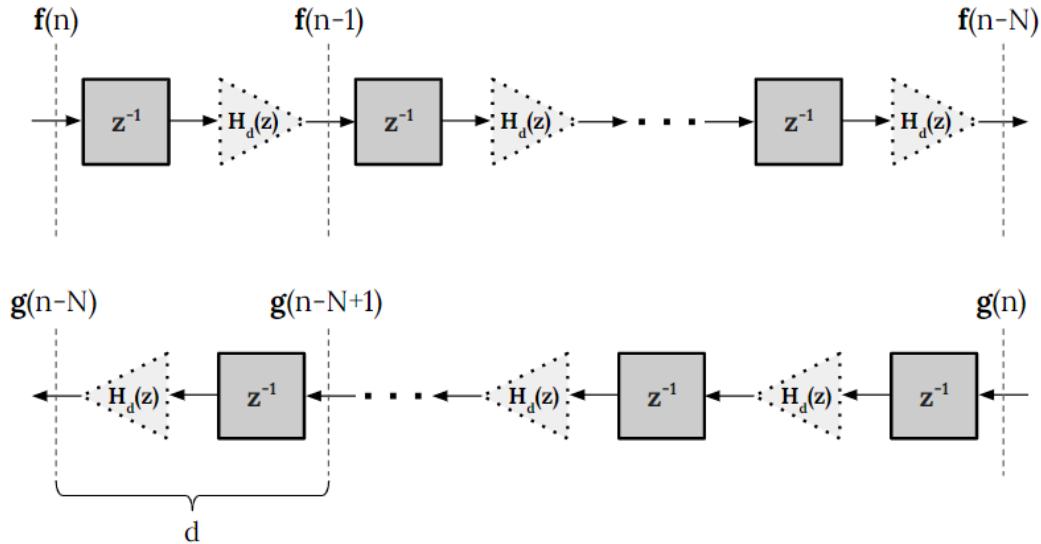 f(n) f(n-1) f(n-N)
z⁻¹ H_d(z) z⁻¹ H_d(z) z⁻¹ H_d(z)
g(n-N) g(n-N+1) g(n)
H_d(z) z⁻¹ H_d(z) z⁻¹ H_d(z) z⁻¹
d